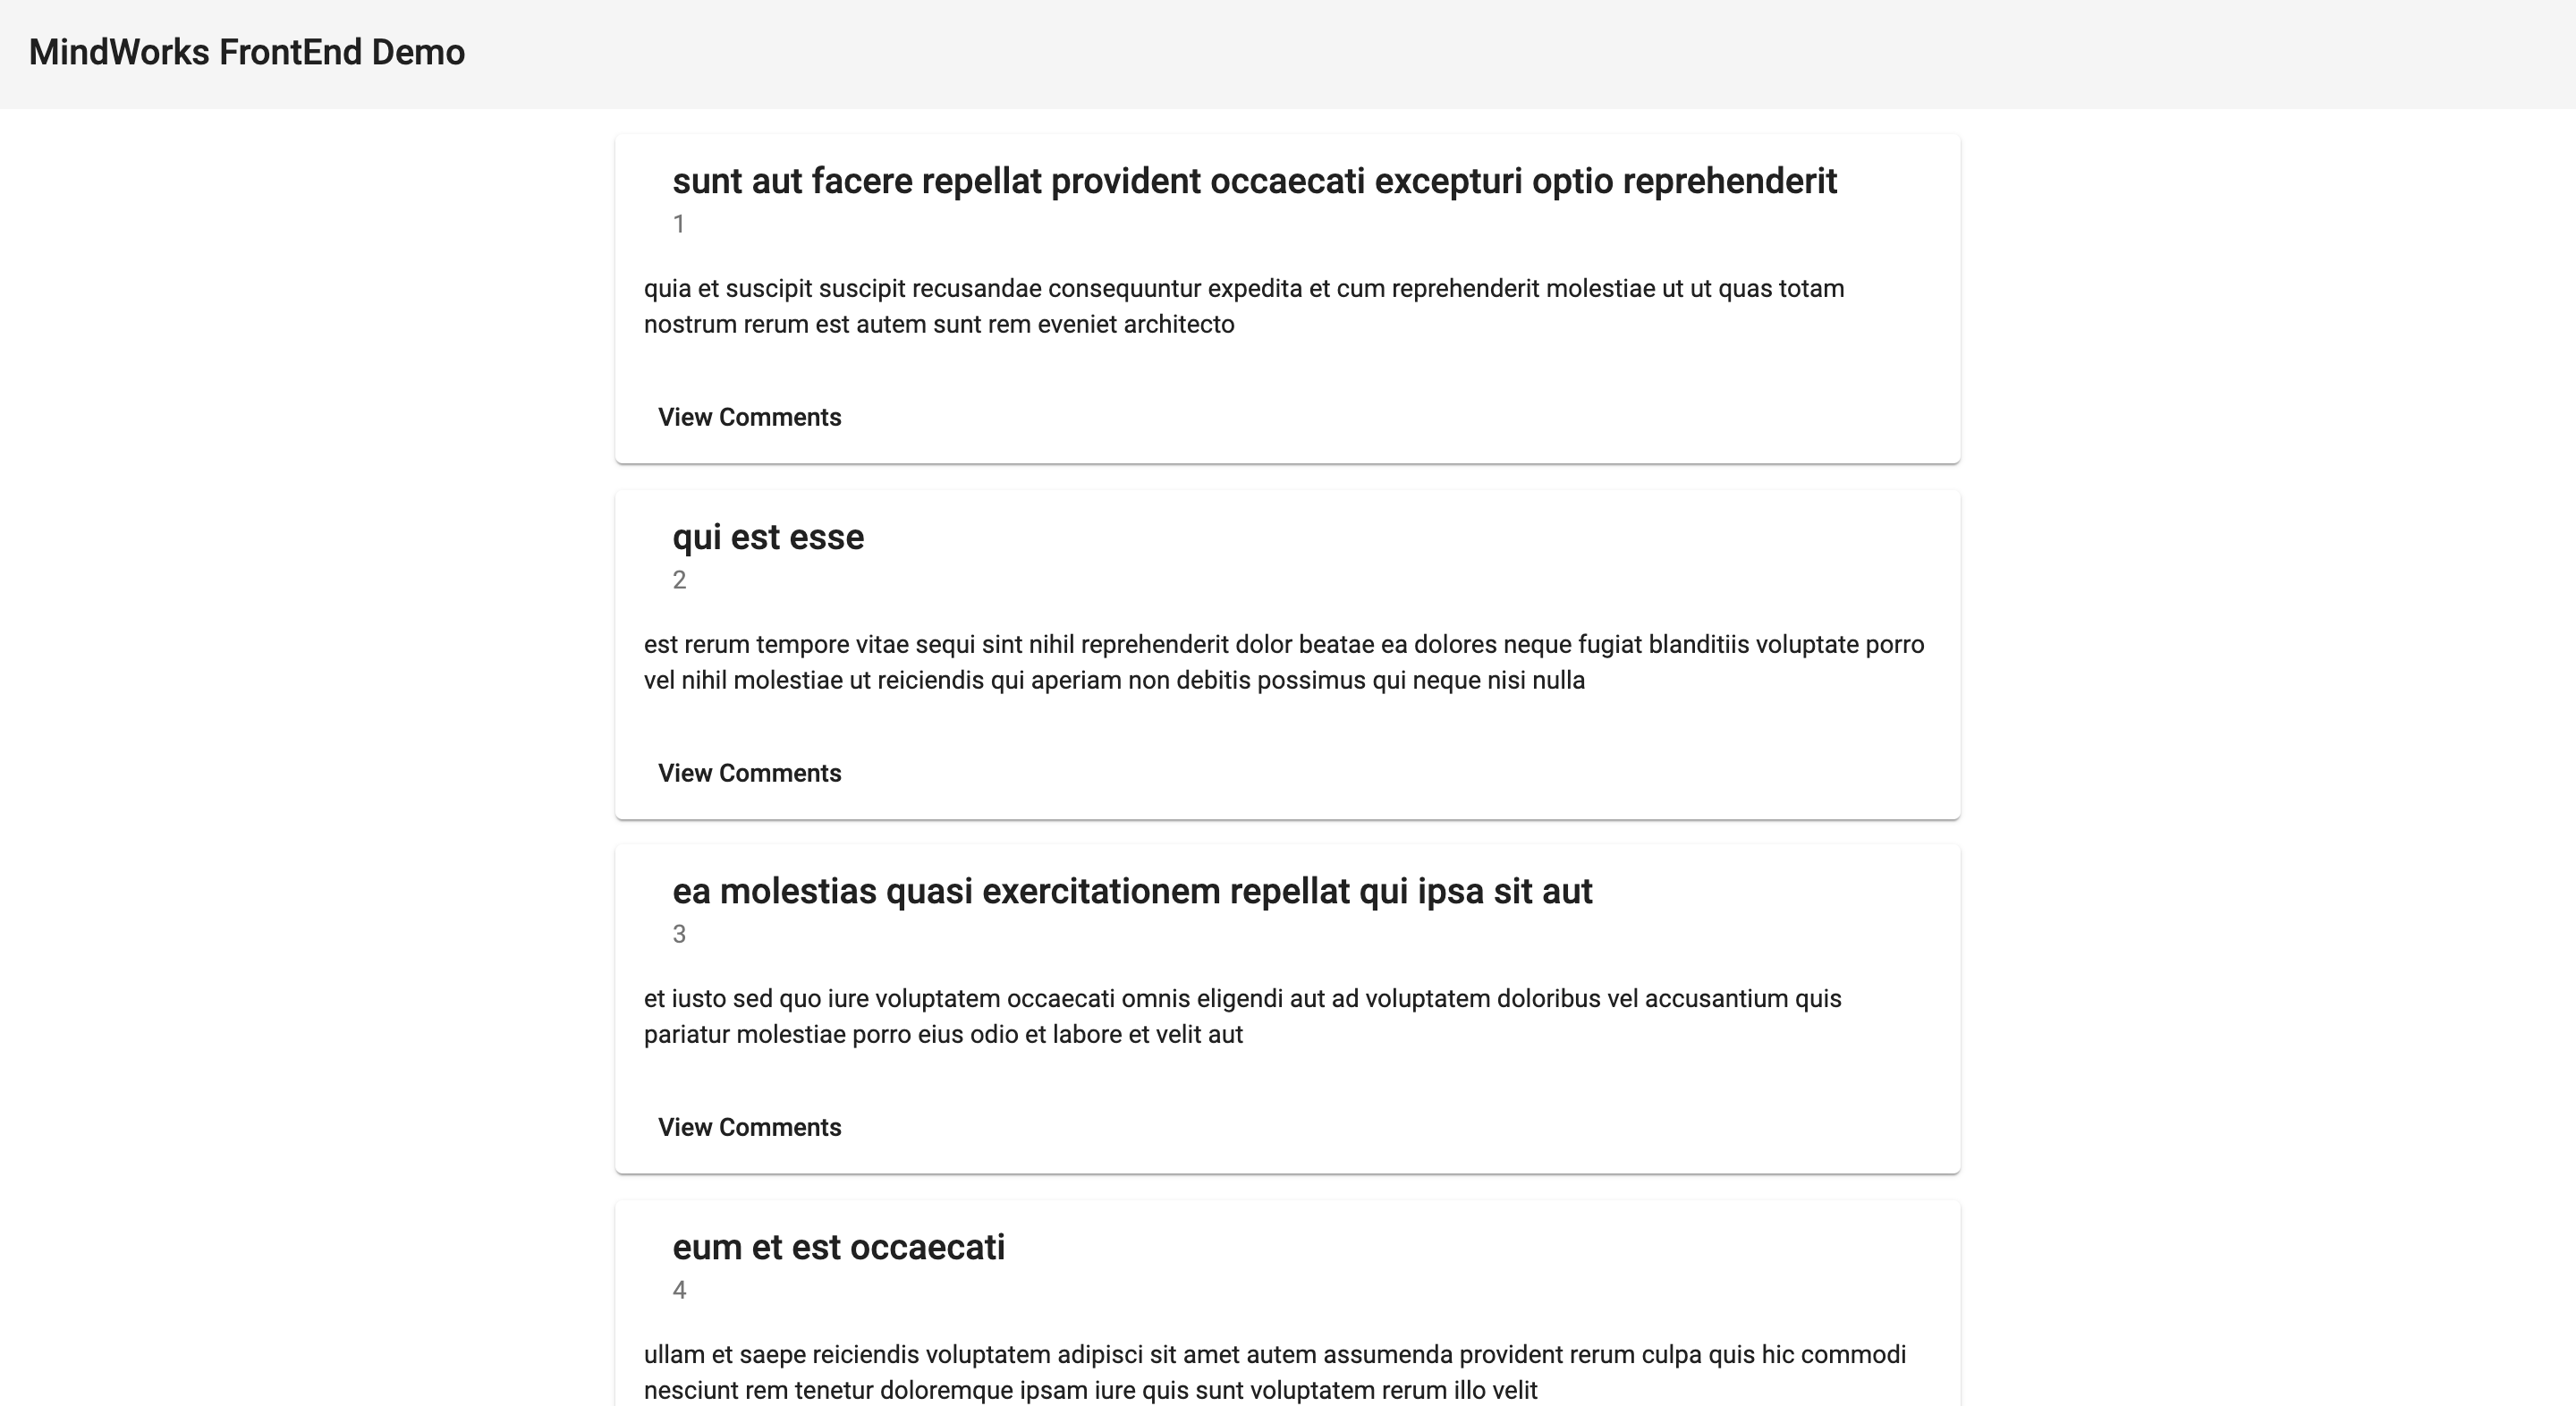 MindWorks FrontEnd Demo
sunt aut facere repellat provident occaecati excepturi optio reprehenderit
1
quia et suscipit suscipit recusandae consequuntur expedita et cum reprehenderit molestiae ut ut quas totam
nostrum rerum est autem sunt rem eveniet architecto
View Comments
qui est esse
2
est rerum tempore vitae sequi sint nihil reprehenderit dolor beatae ea dolores neque fugiat blanditiis voluptate porro
vel nihil molestiae ut reiciendis qui aperiam non debitis possimus qui neque nisi nulla
View Comments
ea molestias quasi exercitationem repellat qui ipsa sit aut
3
et iusto sed quo iure voluptatem occaecati omnis eligendi aut ad voluptatem doloribus vel accusantium quis
pariatur molestiae porro eius odio et labore et velit aut
View Comments
eum et est occaecati
4
ullam et saepe reiciendis voluptatem adipisci sit amet autem assumenda provident rerum culpa quis hic commodi
nesciunt rem tenetur doloremque ipsam iure quis sunt voluptatem rerum illo velit